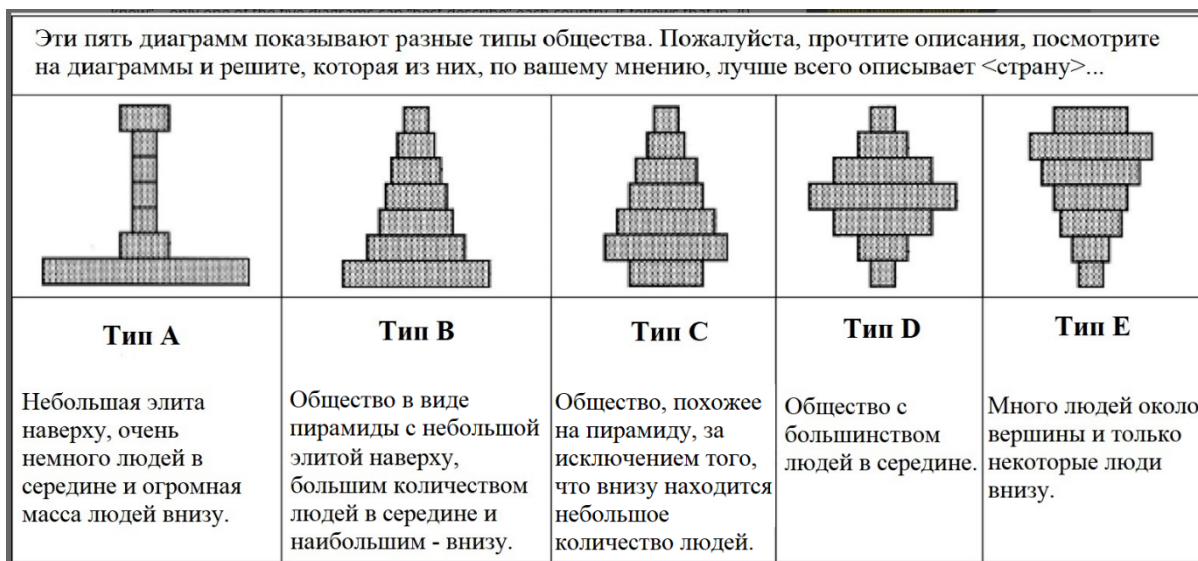 Эти пять диаграмм показывают разные типы общества. Пожалуйста, прочтите описания, посмотрите
на диаграммы и решите, которая из них, по вашему мнению, лучше всего описывает <страну>...
Тип A
Тип B
Тип C
Тип D
Тип E
Небольшая элита
наверху, очень
немного людей в
середине и огромная
масса людей внизу.
Общество в виде
пирамиды с небольшой
элитой наверху,
большим количеством
людей в середине и
наибольшим - внизу.
Общество, похожее
на пирамиду, за
исключением того,
что внизу находится
небольшое
количество людей.
Общество с
большинством
людей в середине.
Много людей около
вершины и только
некоторые люди
внизу.